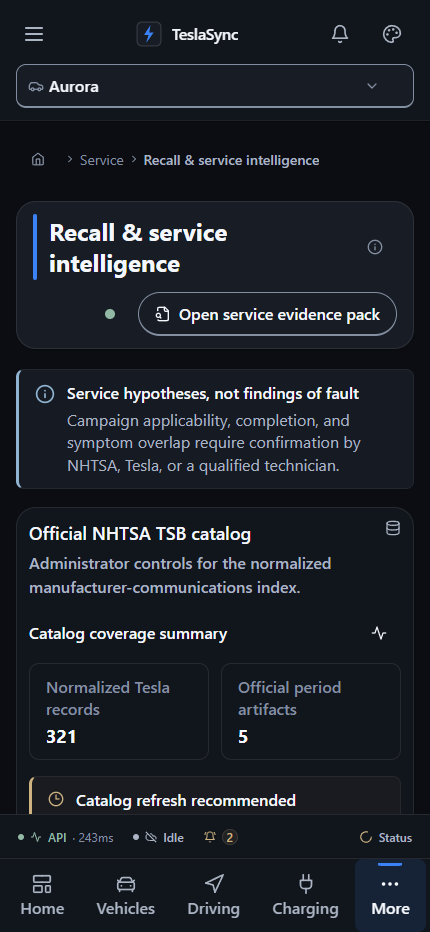 TeslaSync
Aurora
Service
Recall & service intelligence
Recall & service
intelligence
Open service evidence pack
Service hypotheses, not findings of fault
Campaign applicability, completion, and
symptom overlap require confirmation by
NHTSA, Tesla, or a qualified technician.
Official NHTSA TSB catalog
Administrator controls for the normalized
manufacturer-communications index.
Catalog coverage summary
Normalized Tesla
records
321
Official period
artifacts
5
Catalog refresh recommended
API · 243ms
Idle
2
Status
Home
Vehicles
Driving
Charging
More